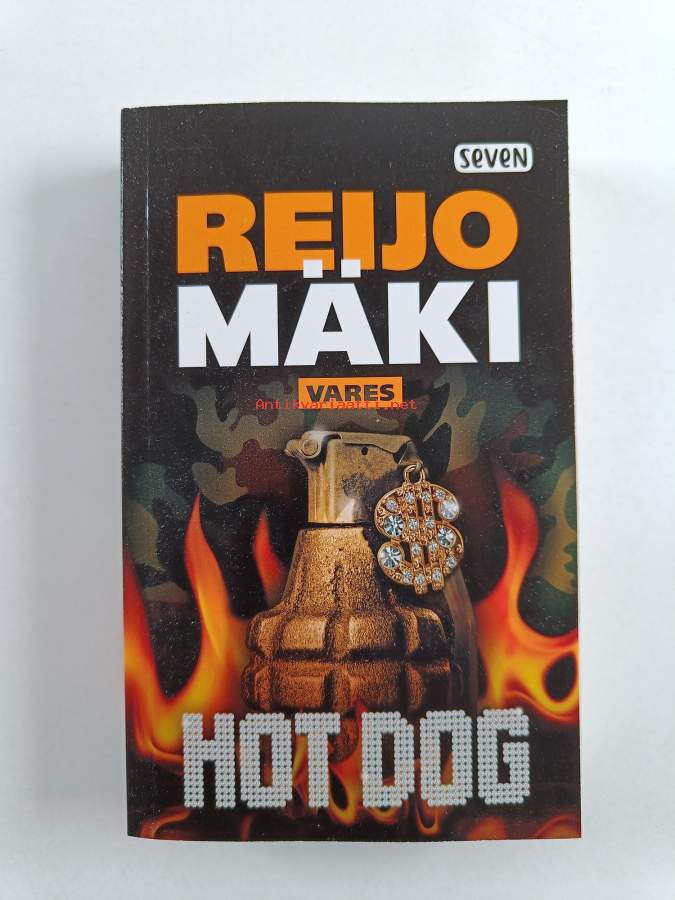 seven
REIJO
MÄKI
VARES
Antikvariaatti.net
HOT DOG